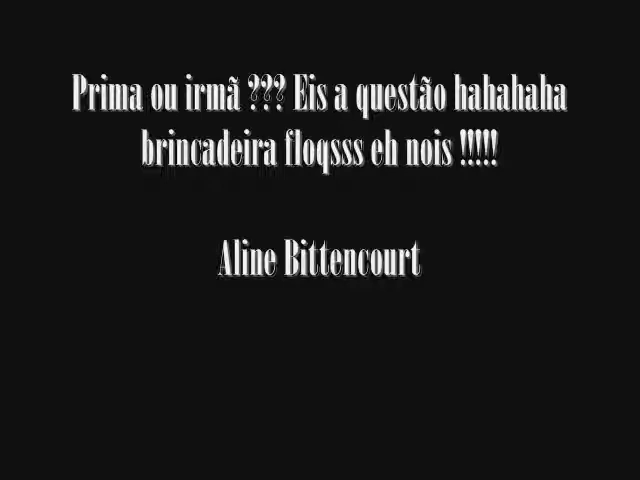 Prima ou irmã ??? Eis a questão hahahaha
brincadeira floqsss eh nois !!!!!
Aline Bittencourt